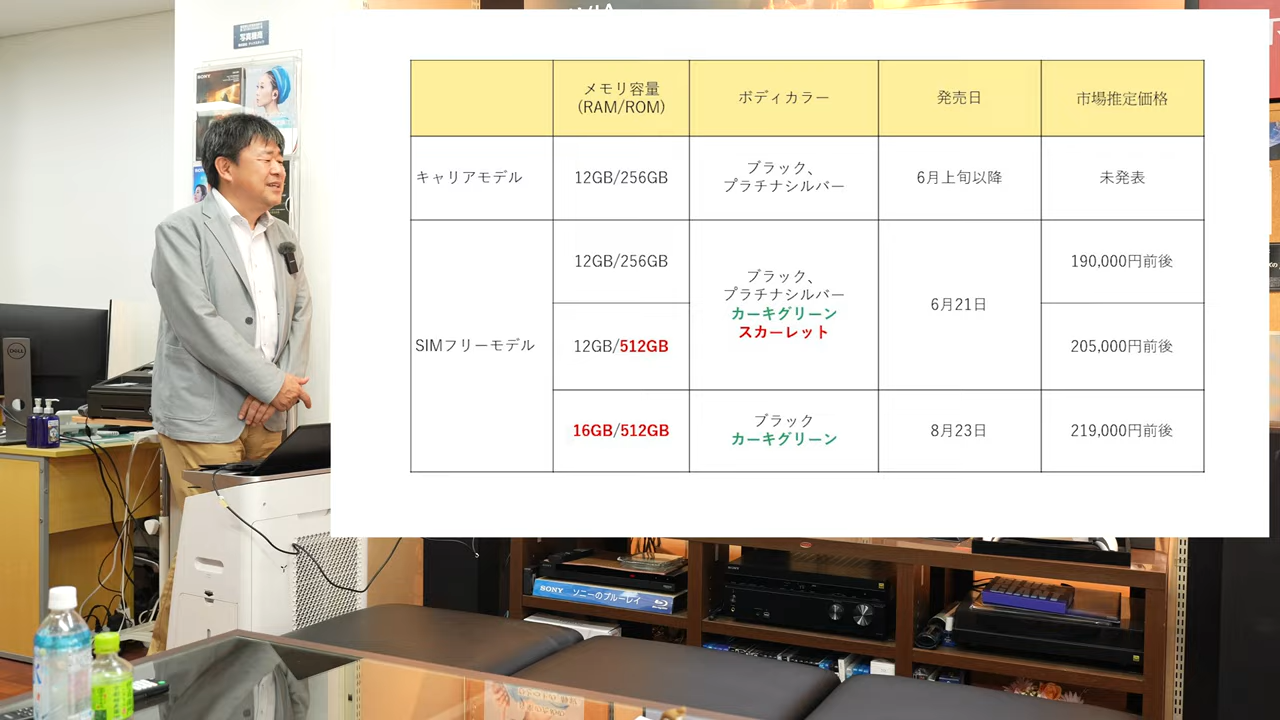 写真機商
SONY
メモリ容量
(RAM/ROM)
ボディカラー
発売日
市場推定価格
キャリアモデル
12GB/256GB
ブラック、
プラチナシルバー
6月上旬以降
未発表
SIMフリーモデル
12GB/256GB
ブラック、
プラチナシルバー
カーキグリーン
スカーレット
6月21日
190,000円前後
12GB/512GB
205,000円前後
16GB/512GB
ブラック
カーキグリーン
8月23日
219,000円前後
DELL
SONY ソニーのブルーレイ